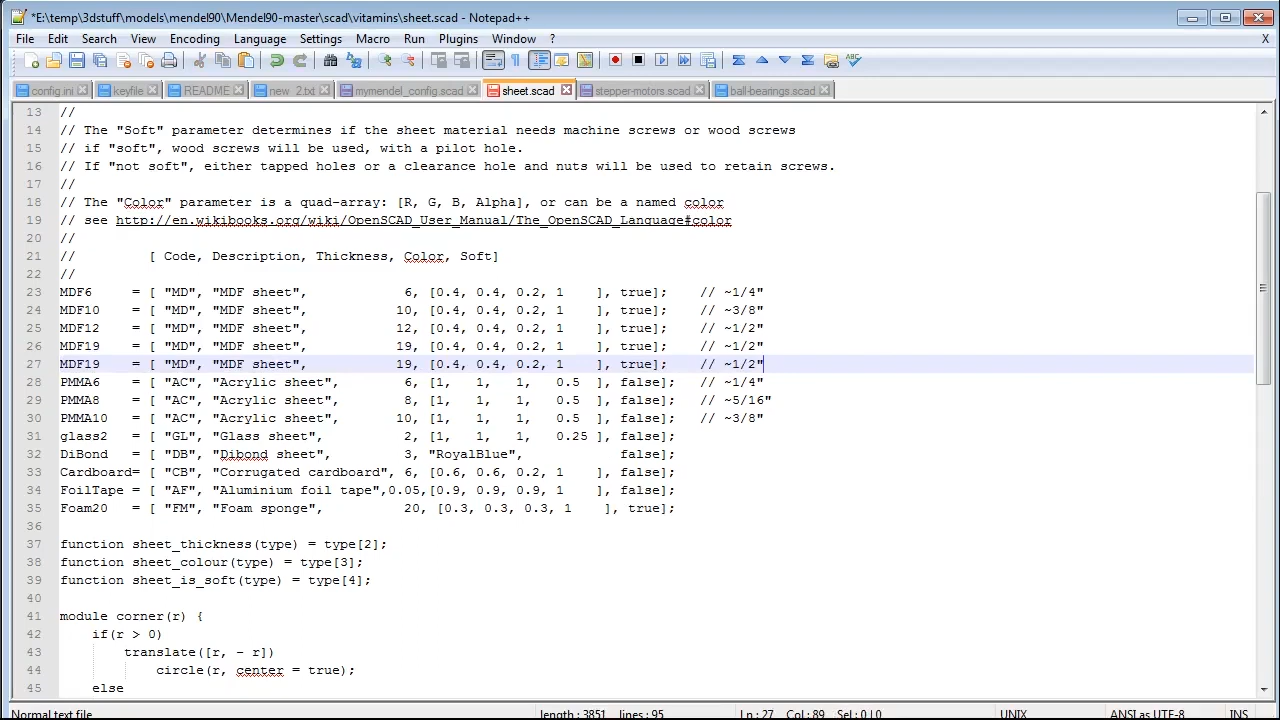 *E:\temp\3dstuff\models\mendel90\Mendel90-master\scad\vitamins\sheet.scad - Notepad++
File Edit Search View Encoding Language Settings Macro Run Plugins Window ? X
config.ini keyfile README new 2.txt mymendel_config.scad sheet.scad stepper-motors.scad ball-bearings.scad
13 //
14 // The "Soft" parameter determines if the sheet material needs machine screws or wood screws
15 // if "soft", wood screws will be used, with a pilot hole.
16 // If "not soft", either tapped holes or a clearance hole and nuts will be used to retain screws.
17 //
18 // The "Color" parameter is a quad-array: [R, G, B, Alpha], or can be a named color
19 // see http://en.wikibooks.org/wiki/OpenSCAD_User_Manual/The_OpenSCAD_Language#color
20 //
21 // [ Code, Description, Thickness, Color, Soft]
22 //
23 MDF6 = [ "MD", "MDF sheet", 6, [0.4, 0.4, 0.2, 1 ], true]; // ~1/4"
24 MDF10 = [ "MD", "MDF sheet", 10, [0.4, 0.4, 0.2, 1 ], true]; // ~3/8"
25 MDF12 = [ "MD", "MDF sheet", 12, [0.4, 0.4, 0.2, 1 ], true]; // ~1/2"
26 MDF19 = [ "MD", "MDF sheet", 19, [0.4, 0.4, 0.2, 1 ], true]; // ~1/2"
27 MDF19 = [ "MD", "MDF sheet", 19, [0.4, 0.4, 0.2, 1 ], true]; // ~1/2"
28 PMMA6 = [ "AC", "Acrylic sheet", 6, [1, 1, 1, 0.5 ], false]; // ~1/4"
29 PMMA8 = [ "AC", "Acrylic sheet", 8, [1, 1, 1, 0.5 ], false]; // ~5/16"
30 PMMA10 = [ "AC", "Acrylic sheet", 10, [1, 1, 1, 0.5 ], false]; // ~3/8"
31 glass2 = [ "GL", "Glass sheet", 2, [1, 1, 1, 0.25 ], false];
32 DiBond = [ "DB", "Dibond sheet", 3, "RoyalBlue", false];
33 Cardboard= [ "CB", "Corrugated cardboard", 6, [0.6, 0.6, 0.2, 1 ], false];
34 FoilTape = [ "AF", "Aluminium foil tape",0.05,[0.9, 0.9, 0.9, 1 ], false];
35 Foam20 = [ "FM", "Foam sponge", 20, [0.3, 0.3, 0.3, 1 ], true];
36
37 function sheet_thickness(type) = type[2];
38 function sheet_colour(type) = type[3];
39 function sheet_is_soft(type) = type[4];
40
41 module corner(r) {
42 if(r > 0)
43 translate([r, - r])
44 circle(r, center = true);
45 else
Normal text file length : 3851 lines : 95 Ln : 27 Col : 89 Sel : 0 | 0 UNIX ANSI as UTF-8 INS